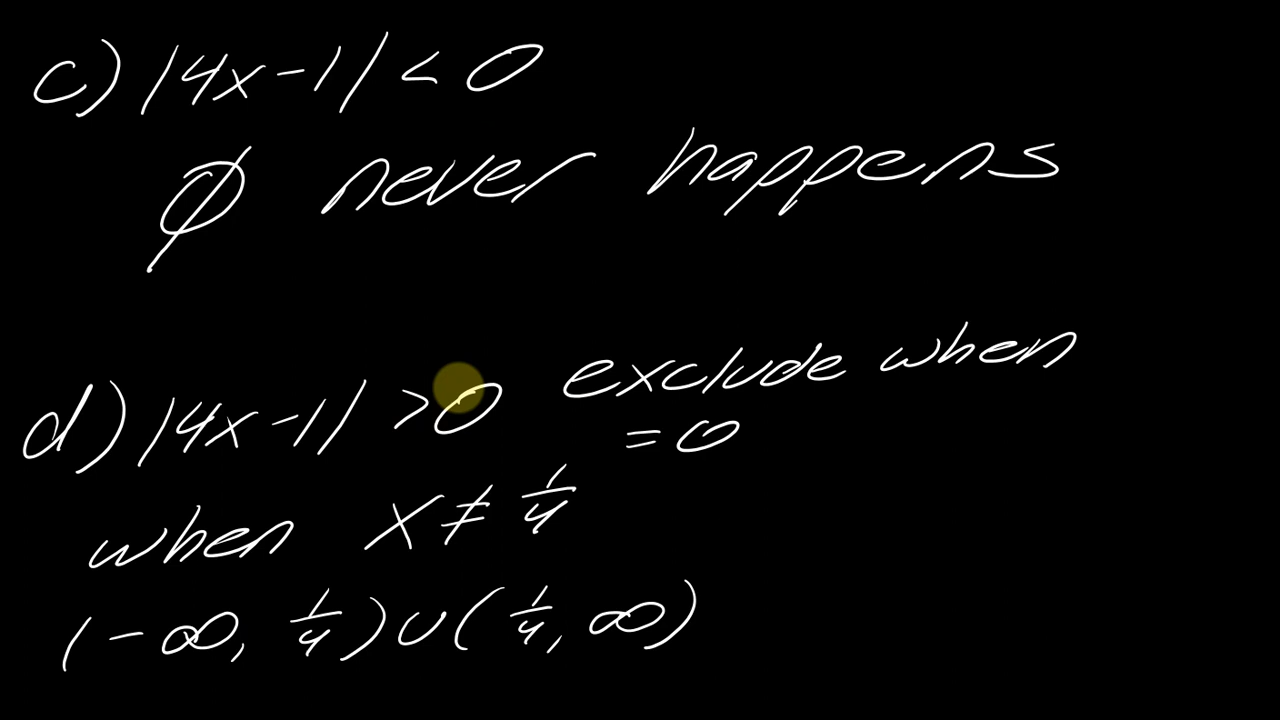 c) |4x-1| < 0
∅ never happens
d) |4x-1| > 0 exclude when
= 0
when x ≠ 1/4
(-∞, 1/4) ∪ (1/4, ∞)